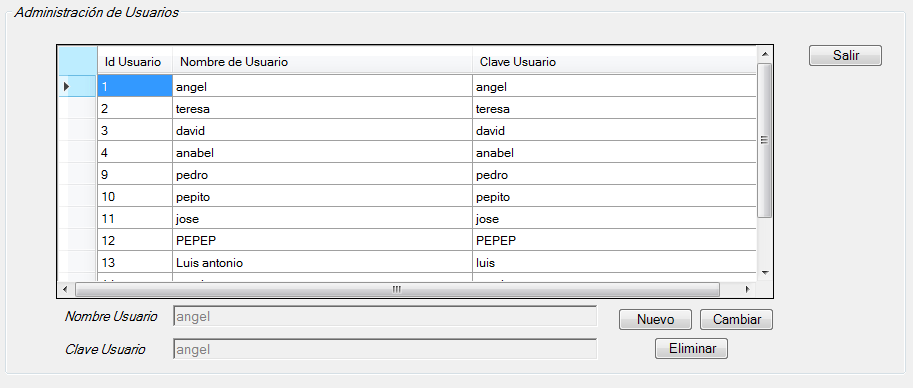 Administración de Usuarios
Id Usuario Nombre de Usuario Clave Usuario
Salir
1 angel angel
2 teresa teresa
3 david david
4 anabel anabel
9 pedro pedro
10 pepito pepito
11 jose jose
12 PEPEP PEPEP
13 Luis antonio luis
Nombre Usuario angel Nuevo Cambiar
Clave Usuario angel Eliminar